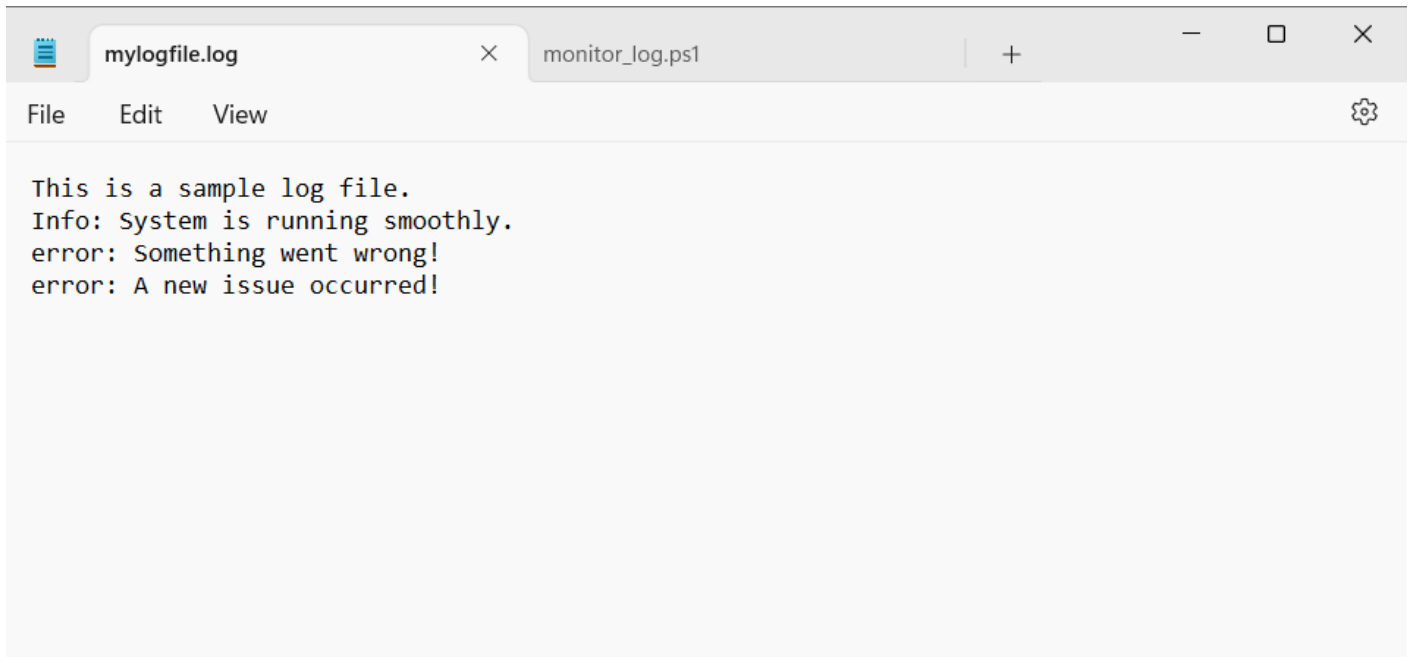 mylogfile.log
monitor_log.ps1
File Edit View
This is a sample log file.
Info: System is running smoothly.
error: Something went wrong!
error: A new issue occurred!